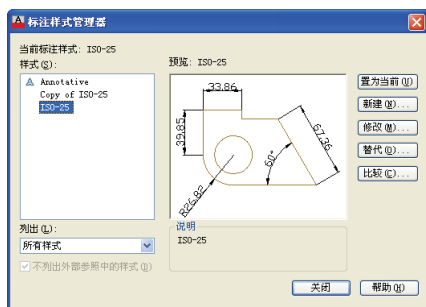 标注样式管理器
当前标注样式: ISO-25
样式(S):
Annotative
Copy of ISO-25
ISO-25
列出(L):
所有样式
不列出外部参照中的样式(D)
预览: ISO-25
33.86
39.85
67.36
60°
R26.82
说明
ISO-25
置为当前(U)
新建(N)...
修改(M)...
替代(O)...
比较(C)...
关闭
帮助(H)